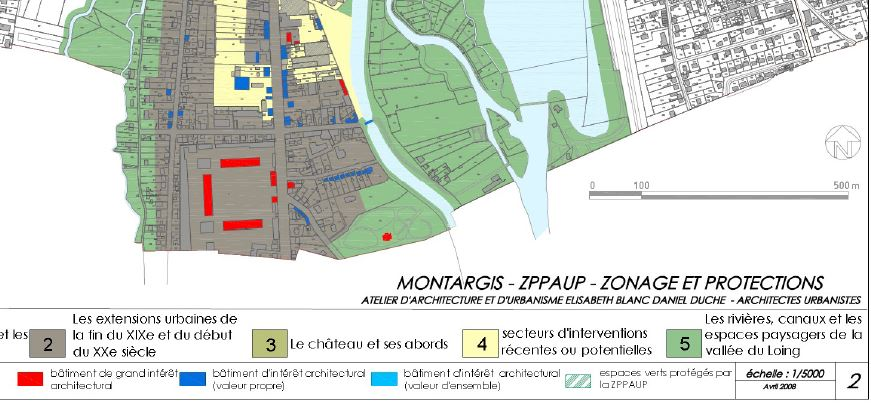 N
0 100 500 m
MONTARGIS - ZPPAUP - ZONAGE ET PROTECTIONS
ATELIER D'ARCHITECTURE ET D'URBANISME ELISABETH BLANC DANIEL DUCHE - ARCHITECTES URBANISTES
et les
2
Les extensions urbaines de
la fin du XIXe et du début
du XXe siècle
3
Le château et ses abords
4
secteurs d'interventions
récentes ou potentielles
5
Les rivières, canaux et les
espaces paysagers de la
vallée du Loing
bâtiment de grand intérêt
architectural
bâtiment d'intérêt architectural
(valeur propre)
bâtiment d'intérêt architectural
(valeur d'ensemble)
espaces verts protégés par
la ZPPAUP
échelle : 1/5000
Avril 2008
2